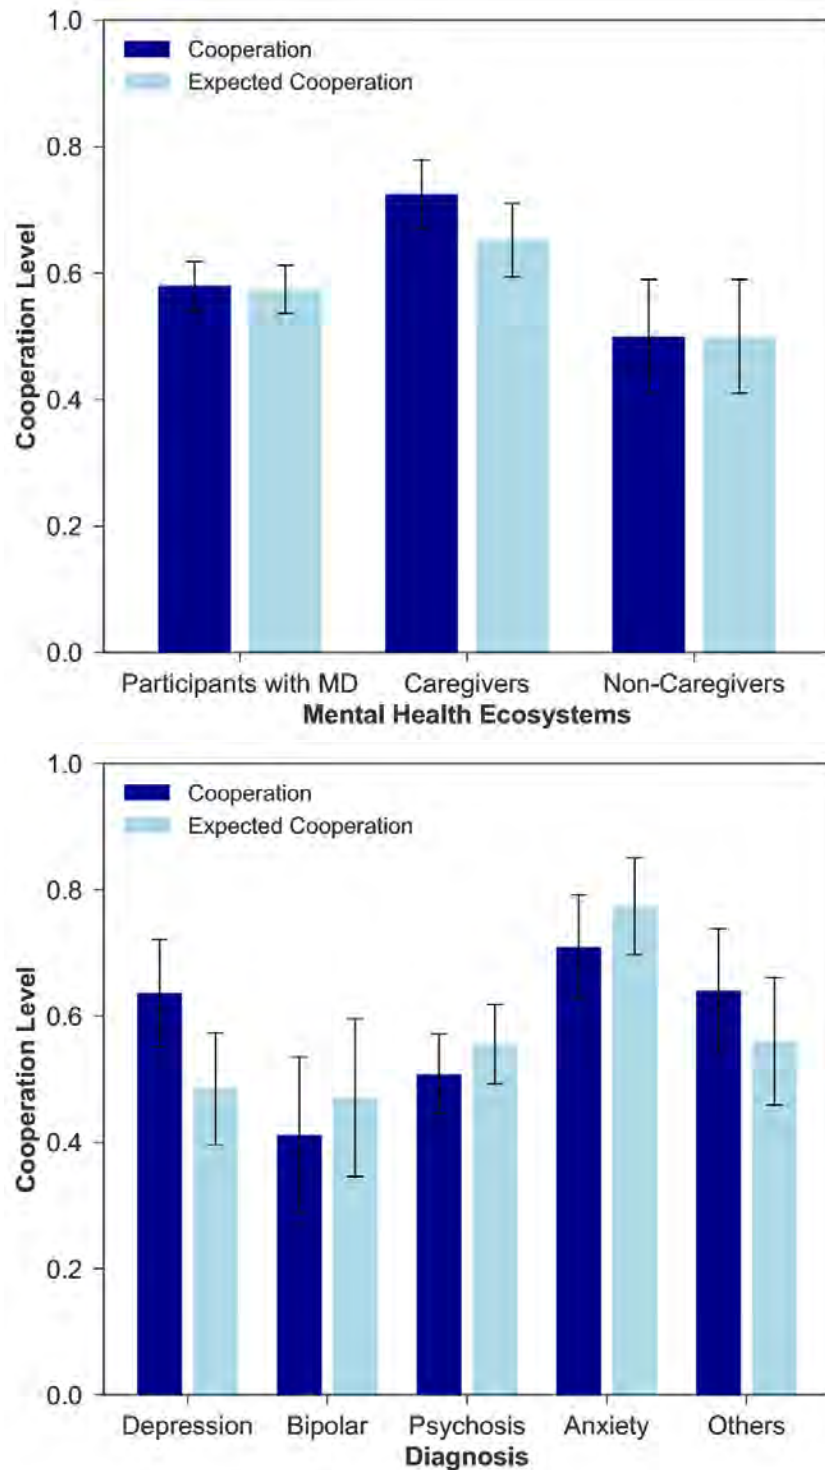 1.0
Cooperation
Expected Cooperation
0.8
0.6
0.4
0.2
0.0
Cooperation Level
Participants with MD Caregivers Non-Caregivers
Mental Health Ecosystems
1.0
Cooperation
Expected Cooperation
0.8
0.6
0.4
0.2
0.0
Cooperation Level
Depression Bipolar Psychosis Anxiety Others
Diagnosis